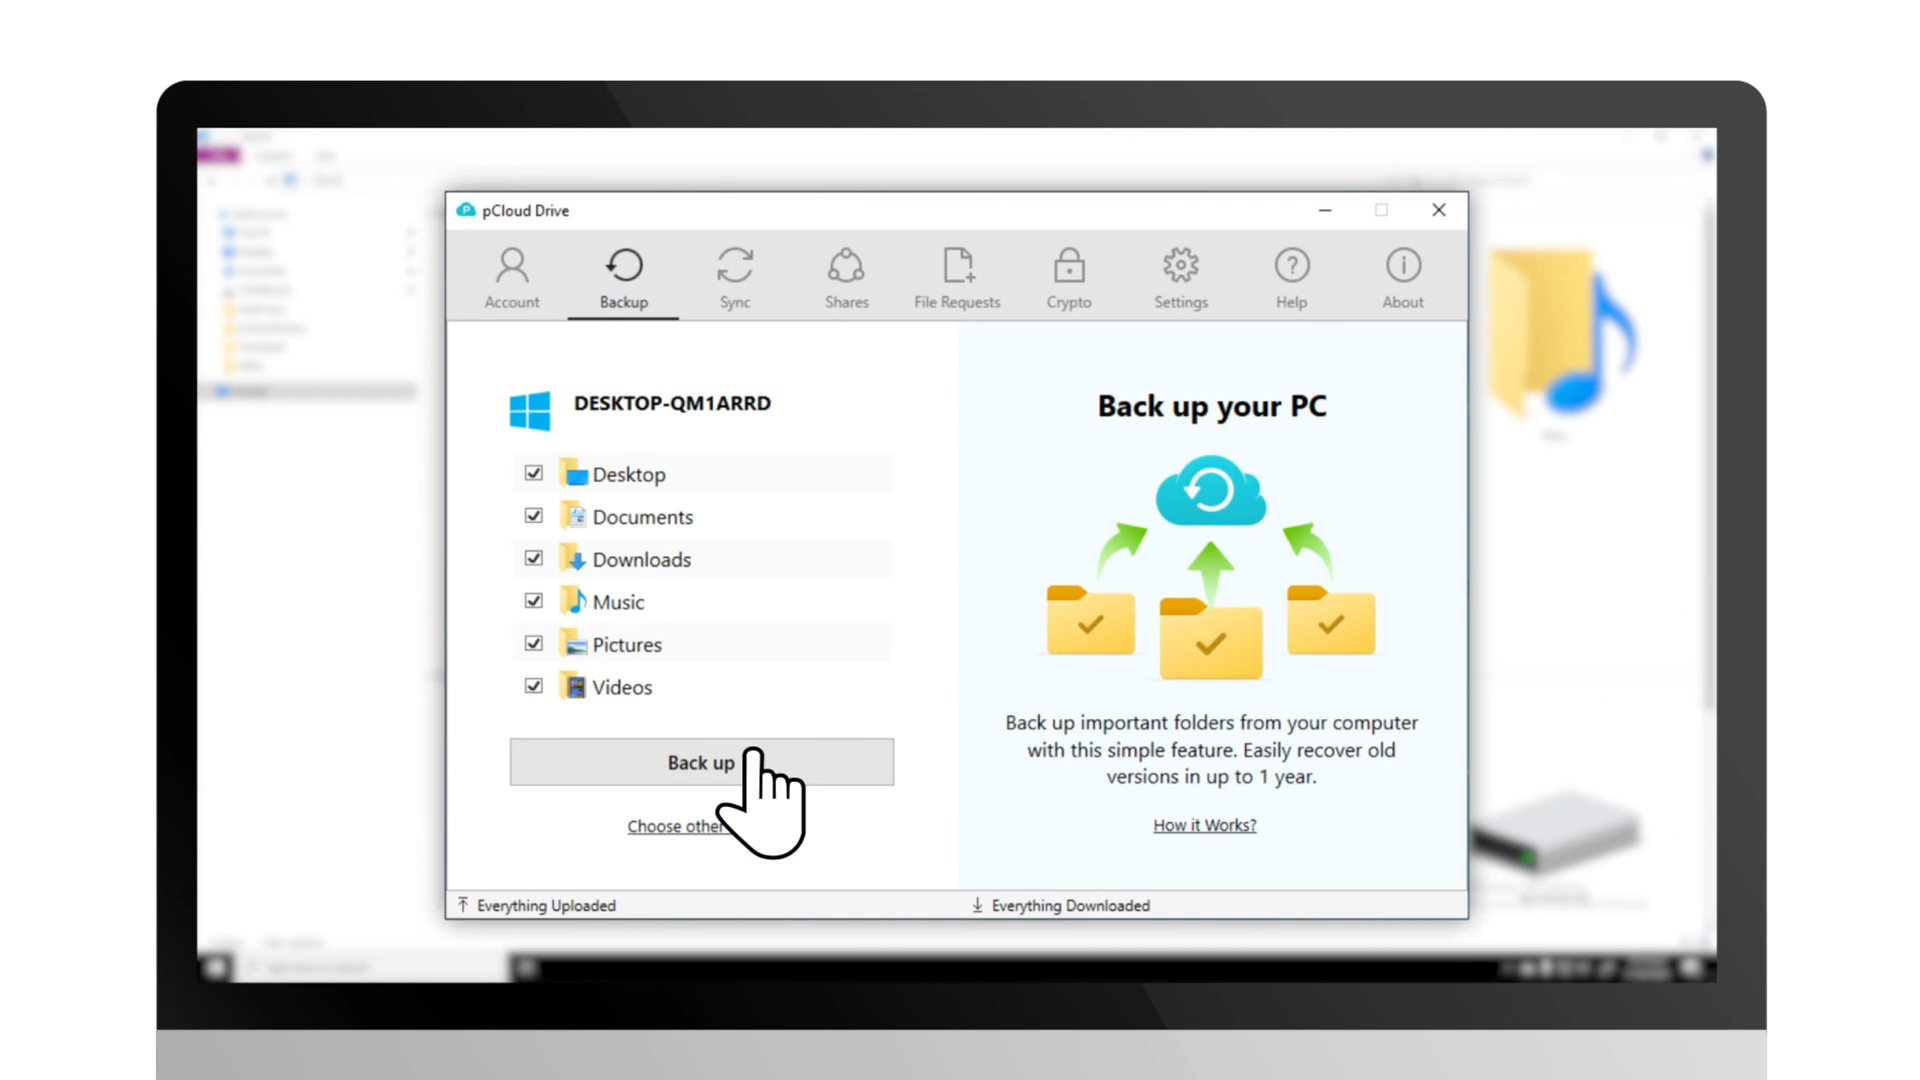 pCloud Drive
Account
Backup
Sync
Shares
File Requests
Crypto
Settings
Help
About
DESKTOP-QM1ARRD
Desktop
Documents
Downloads
Music
Pictures
Videos
Back up
Choose other
Back up your PC
Back up important folders from your computer
with this simple feature. Easily recover old
versions in up to 1 year.
How it Works?
Everything Uploaded
Everything Downloaded